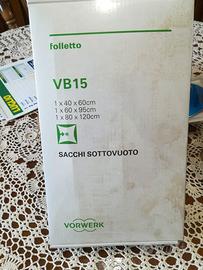 folletto
VB15
1 x 40 x 60cm
1 x 60 x 95cm
1 x 80 x 120cm
SACCHI SOTTOVUOTO
VORWERK